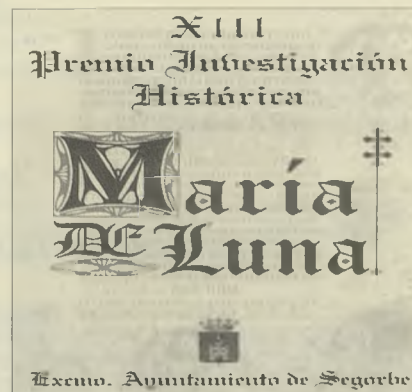 XIII
Premio Investigación
Histórica
María
DE Luna
Excmo. Ayuntamiento de Segorbe